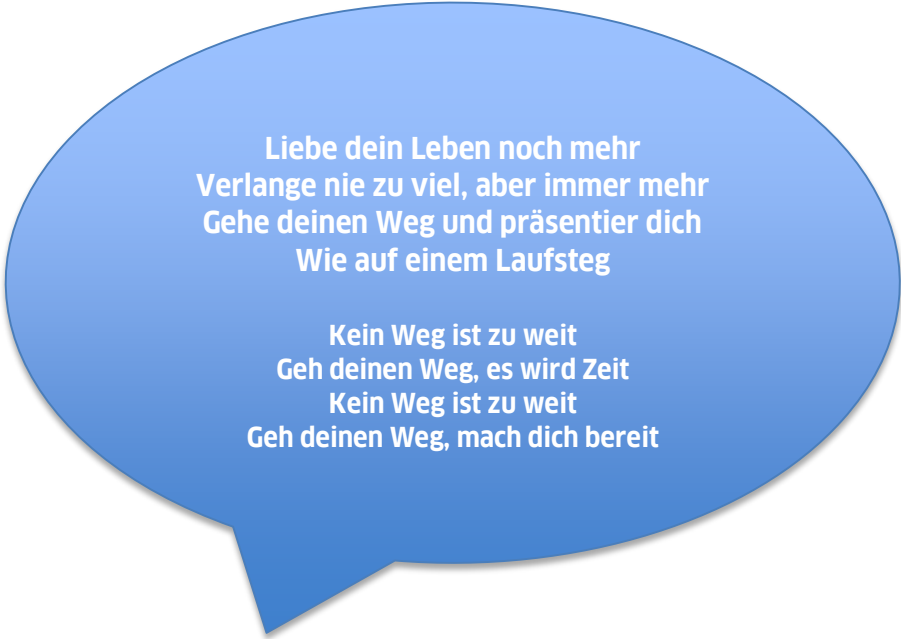 Liebe dein Leben noch mehr
Verlange nie zu viel, aber immer mehr
Gehe deinen Weg und präsentier dich
Wie auf einem Laufsteg
Kein Weg ist zu weit
Geh deinen Weg, es wird Zeit
Kein Weg ist zu weit
Geh deinen Weg, mach dich bereit